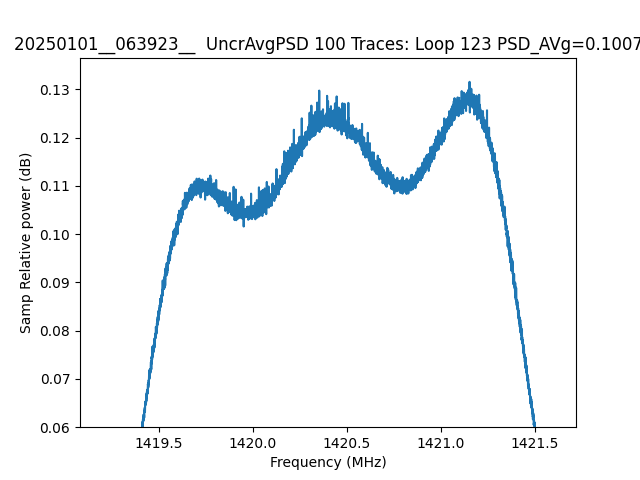 20250101__063923__ UncrAvgPSD 100 Traces: Loop 123 PSD_AVg=0.1007
0.13
0.12
0.11
0.10
0.09
0.08
0.07
0.06
Samp Relative power (dB)
1419.5 1420.0 1420.5 1421.0 1421.5
Frequency (MHz)